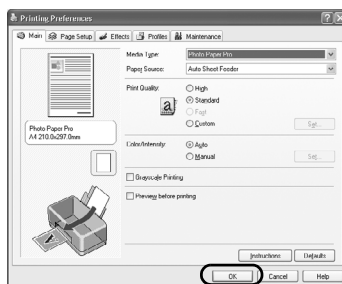 Printing Preferences
Main Page Setup Effects Profiles Maintenance
Media Type: Photo Paper Pro
Paper Source: Auto Sheet Feeder
Print Quality: High
Standard
Fast
Custom Set...
Photo Paper Pro
A4 210.0x297.0mm
Color/Intensity: Auto
Manual Set...
Grayscale Printing
Preview before printing
Instructions Defaults
OK Cancel Help